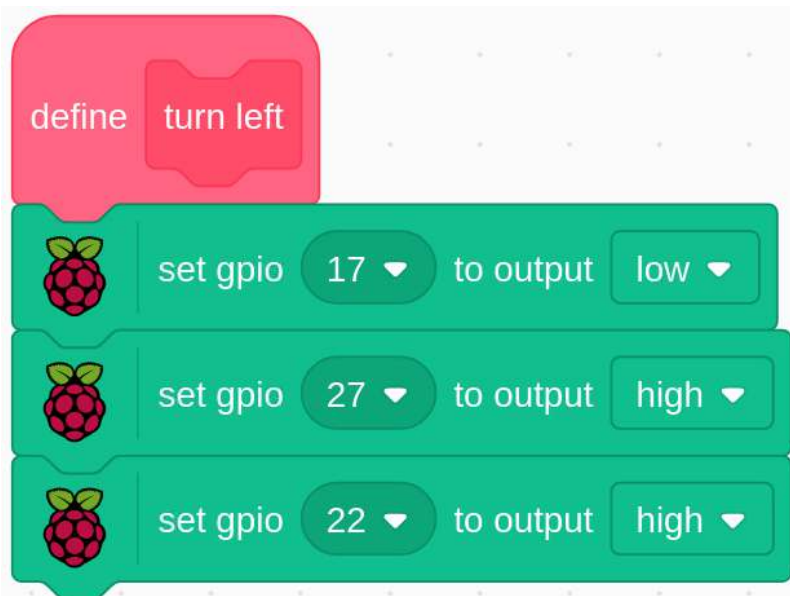 define turn left
set gpio 17 to output low
set gpio 27 to output high
set gpio 22 to output high